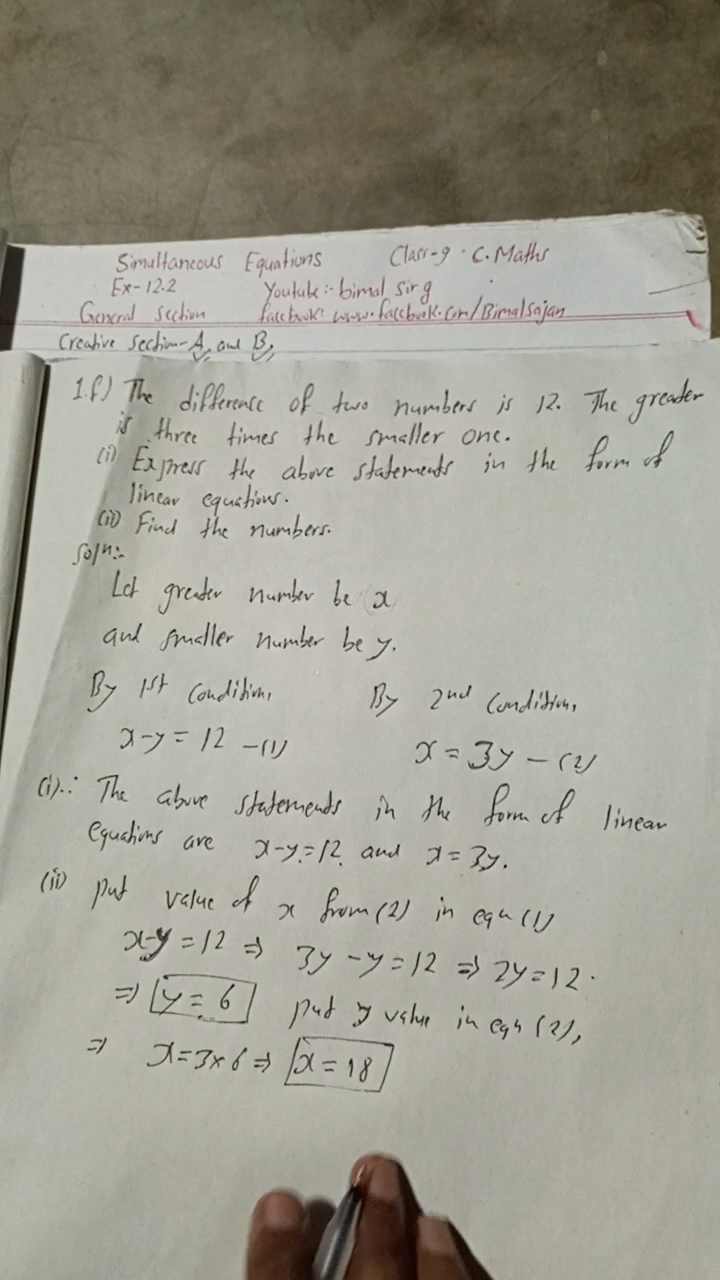 Simultaneous Equations Class-9 C. Maths
Ex-12.2 Youtube:- bimal sir g
General section facebook: www.facebook.com/Bimalsajan
Creative section-A, and B,
1.f) The difference of two numbers is 12. The greader
is three times the smaller one.
(i) Express the above statements in the form of
linear equations.
(ii) Find the numbers.
Soln:-
Let greader number be x
and smaller number be y.
By 1st Condition, By 2nd Condition,
x-y = 12 -(1) x = 3y - (2)
(i)∴ The above statements in the form of linear
equations are x-y=12 and x=3y.
(ii) Put value of x from (2) in eqn (1)
x-y = 12 ⇒ 3y - y = 12 ⇒ 2y = 12.
⇒ y = 6 put y value in eqn (2),
⇒ x = 3×6 ⇒ x = 18